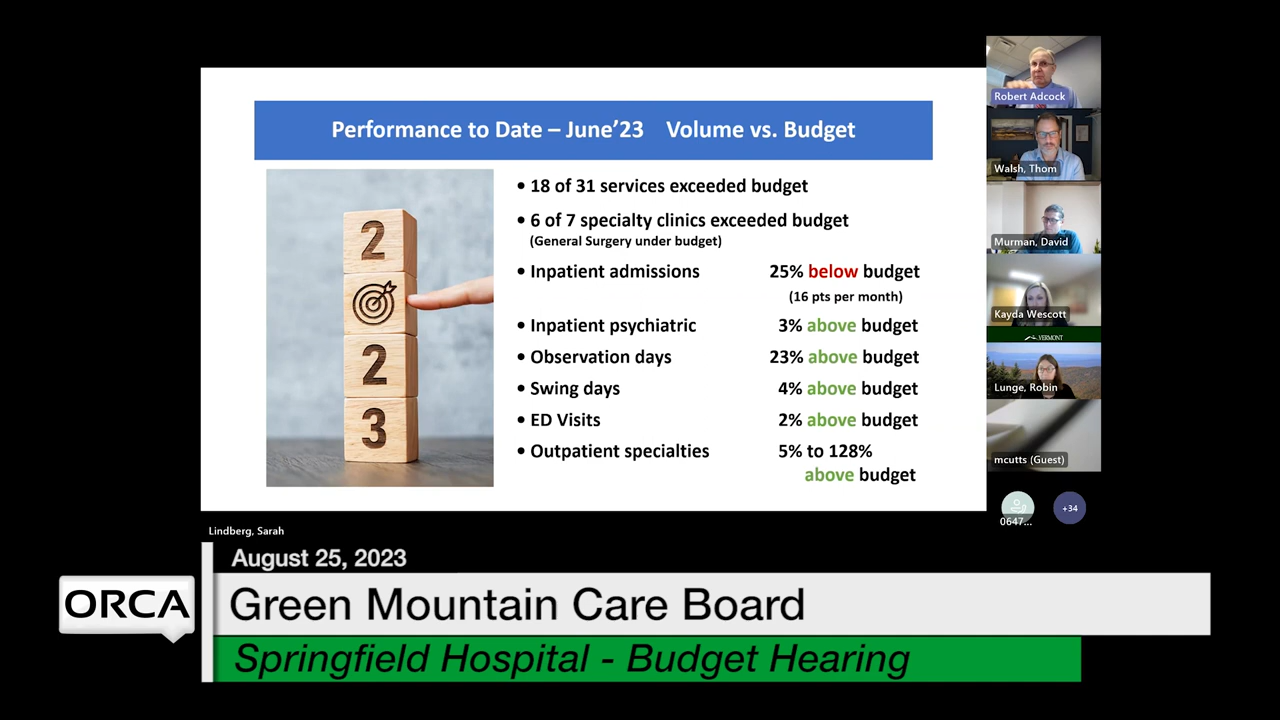 Performance to Date – June'23 Volume vs. Budget
2
2
3
• 18 of 31 services exceeded budget
• 6 of 7 specialty clinics exceeded budget
(General Surgery under budget)
• Inpatient admissions 25% below budget
(16 pts per month)
• Inpatient psychiatric 3% above budget
• Observation days 23% above budget
• Swing days 4% above budget
• ED Visits 2% above budget
• Outpatient specialties 5% to 128%
above budget
Robert Adcock
Walsh, Thom
Murman, David
Kayda Wescott
VERMONT
Lunge, Robin
mcutts (Guest)
0647...
+34
Lindberg, Sarah
August 25, 2023
ORCA
Green Mountain Care Board
Springfield Hospital - Budget Hearing